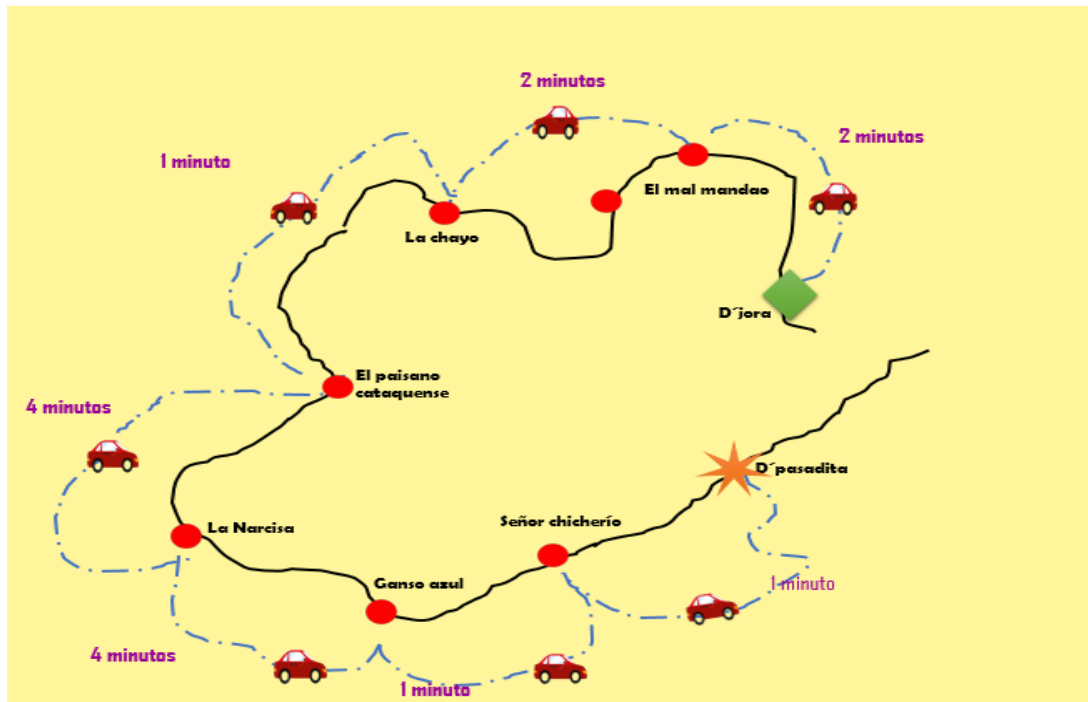 2 minutos
2 minutos
1 minuto
El mal mandao
La chayo
D´jora
El paisano
cataquense
4 minutos
D´pasadita
Señor chicherío
La Narcisa
Ganso azul
1 minuto
4 minutos
1 minuto